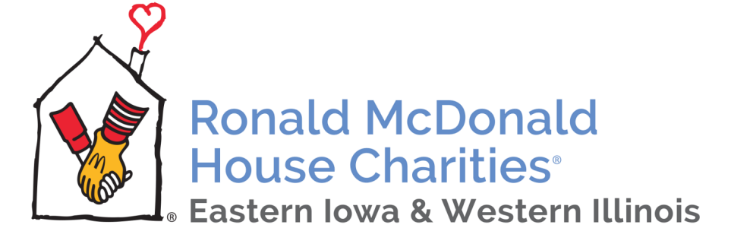 Ronald McDonald
House Charities®
® Eastern Iowa & Western Illinois